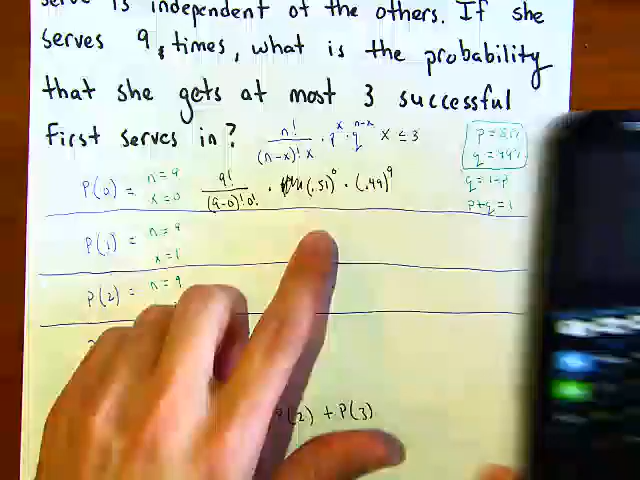 serve is independent of the others. If she
serves 9 times, what is the probability
that she gets at most 3 successful
first serves in? n!/(n-x)! x · p^x · q^(n-x) x ≤ 3
P(0) = n = 9 x = 0 9!/(9-0)! 0! · (.51)^0 · (.49)^9
q = 1-p
p+q = 1
P(1) = n = 9 x = 1
P(2) = n = 9
P(2) + P(3)